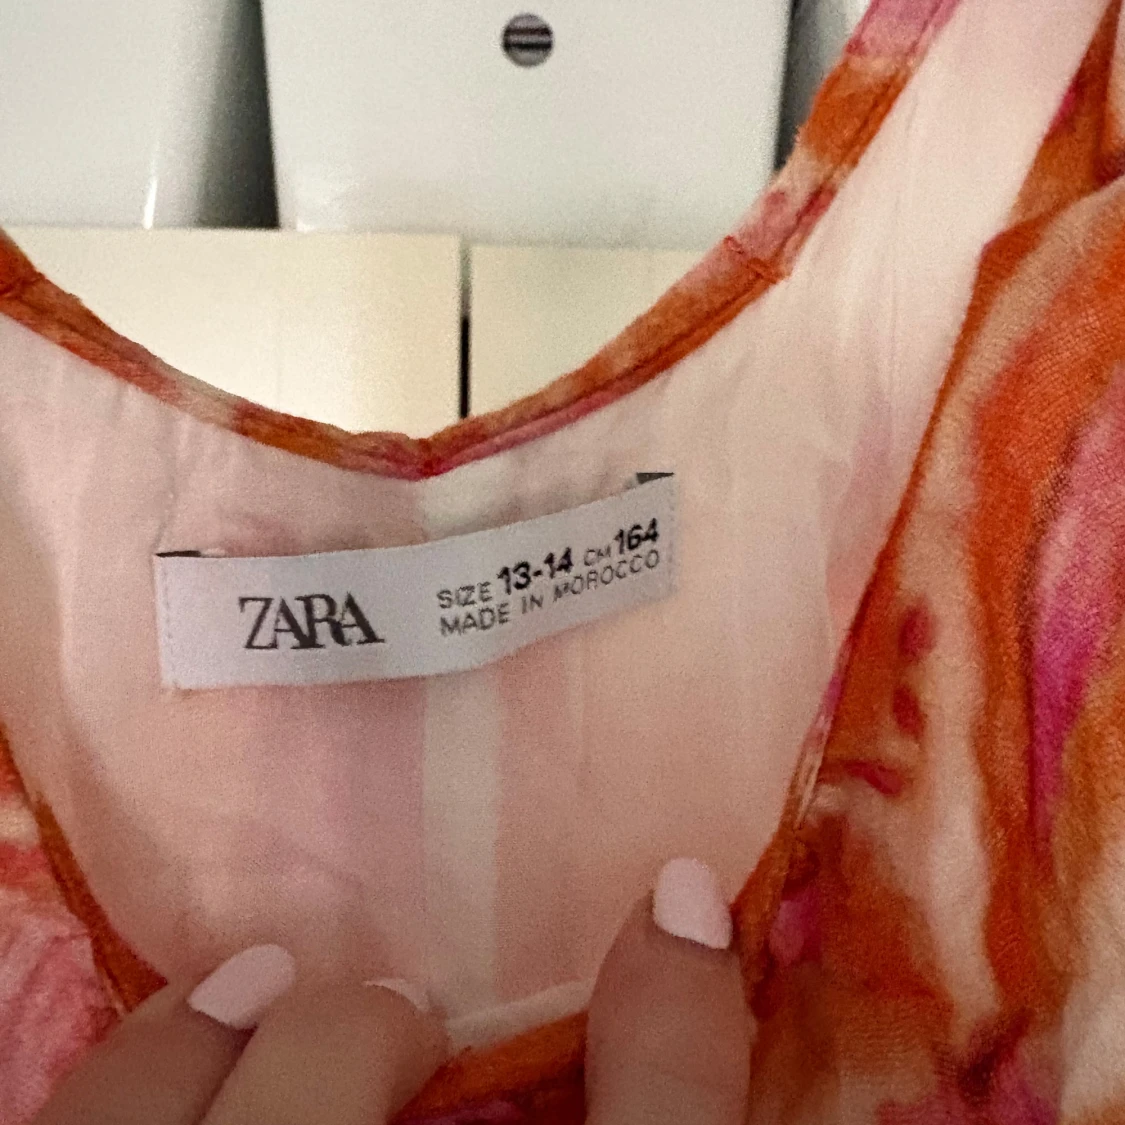 ZARA
SIZE 13-14 CM 164
MADE IN MOROCCO